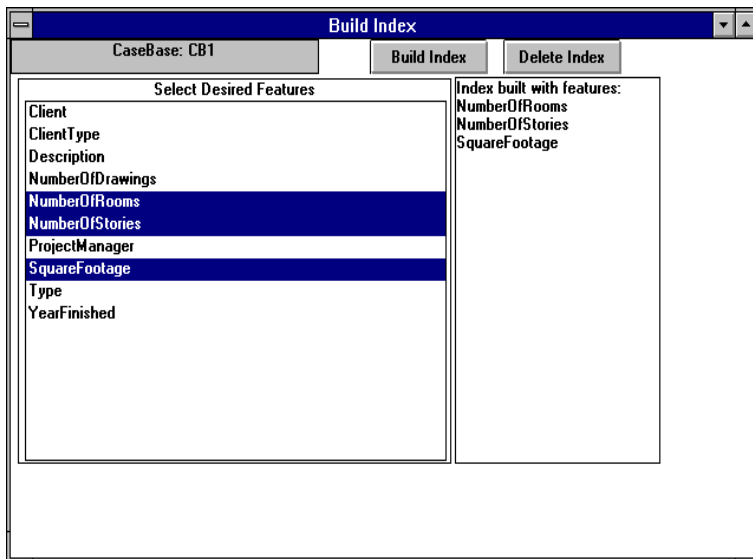 Build Index
CaseBase: CB1
Build Index
Delete Index
Select Desired Features
Client
ClientType
Description
NumberOfDrawings
NumberOfRooms
NumberOfStories
ProjectManager
SquareFootage
Type
YearFinished
Index built with features:
NumberOfRooms
NumberOfStories
SquareFootage